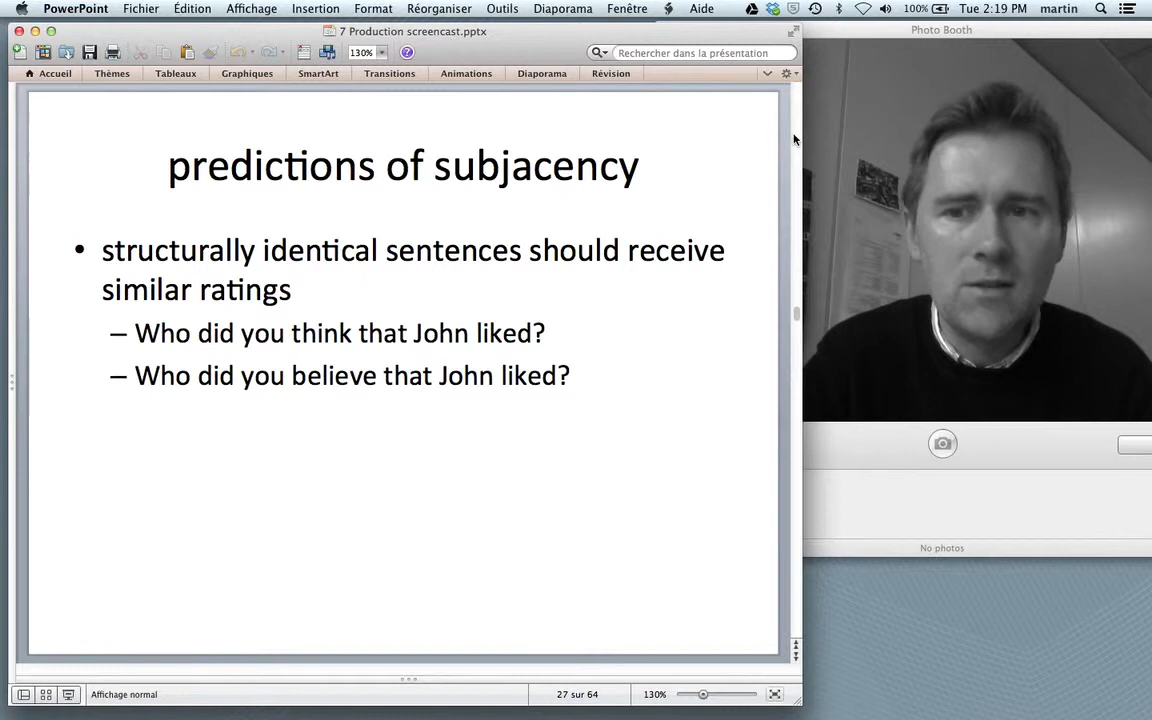 PowerPoint Fichier Édition Affichage Insertion Format Réorganiser Outils Diaporama Fenêtre Aide 100% Tue 2:19 PM martin
7 Production screencast.pptx
Photo Booth
130% Rechercher dans la présentation
Accueil Thèmes Tableaux Graphiques SmartArt Transitions Animations Diaporama Révision
predictions of subjacency
• structurally identical sentences should receive
similar ratings
– Who did you think that John liked?
– Who did you believe that John liked?
No photos
Affichage normal 27 sur 64 130%